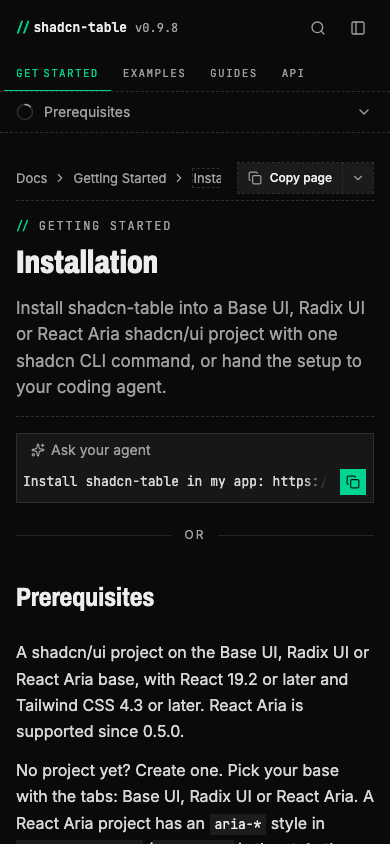 // shadcn-table v0.9.8
GET STARTED EXAMPLES GUIDES API
Prerequisites
Docs > Getting Started > Insta
Copy page
// GETTING STARTED
Installation
Install shadcn-table into a Base UI, Radix UI
or React Aria shadcn/ui project with one
shadcn CLI command, or hand the setup to
your coding agent.
Ask your agent
Install shadcn-table in my app: https:/
OR
Prerequisites
A shadcn/ui project on the Base UI, Radix UI or
React Aria base, with React 19.2 or later and
Tailwind CSS 4.3 or later. React Aria is
supported since 0.5.0.
No project yet? Create one. Pick your base
with the tabs: Base UI, Radix UI or React Aria. A
React Aria project has an aria-* style in